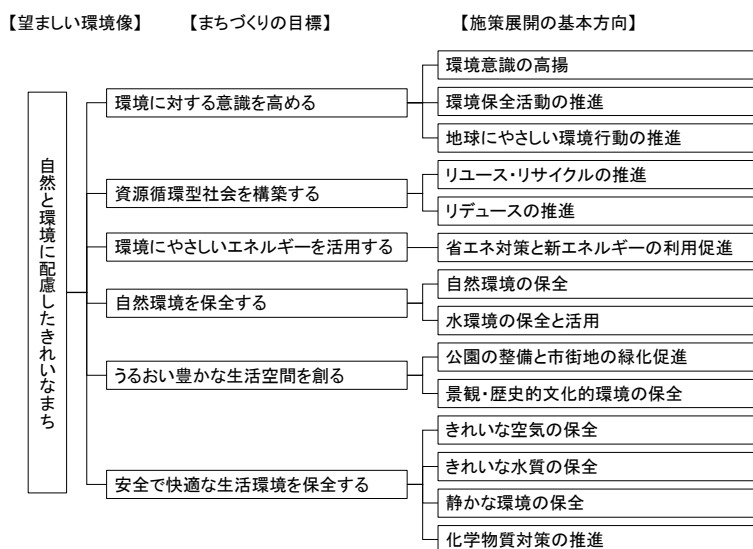 【望ましい環境像】 【まちづくりの目標】 【施策展開の基本方向】
自然と環境に配慮したきれいなまち
環境に対する意識を高める
環境意識の高揚
環境保全活動の推進
地球にやさしい環境行動の推進
資源循環型社会を構築する
リユース・リサイクルの推進
リデュースの推進
環境にやさしいエネルギーを活用する
省エネ対策と新エネルギーの利用促進
自然環境を保全する
自然環境の保全
水環境の保全と活用
うるおい豊かな生活空間を創る
公園の整備と市街地の緑化促進
景観・歴史的文化的環境の保全
安全で快適な生活環境を保全する
きれいな空気の保全
きれいな水質の保全
静かな環境の保全
化学物質対策の推進